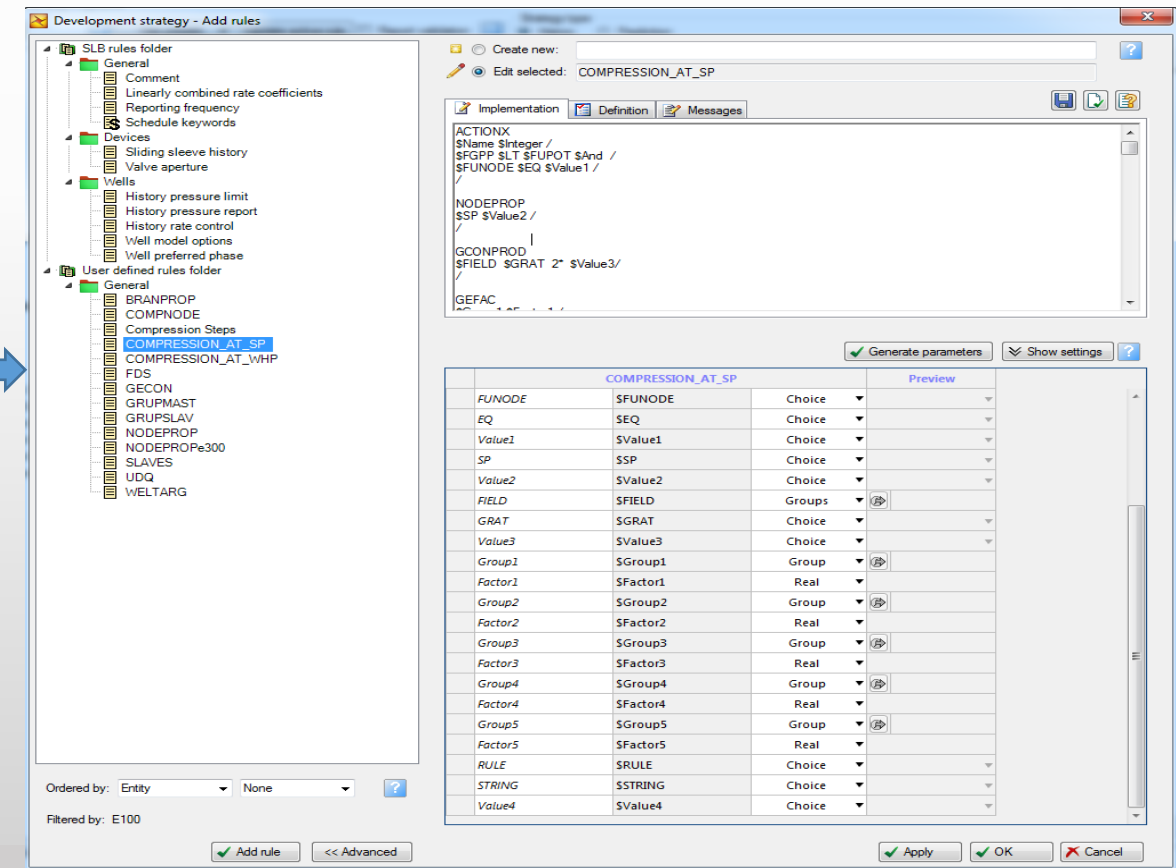 Development strategy - Add rules
SLB rules folder
General
Comment
Linearly combined rate coefficients
Reporting frequency
Schedule keywords
Devices
Sliding sleeve history
Valve aperture
Wells
History pressure limit
History pressure report
History rate control
Well model options
Well preferred phase
User defined rules folder
General
BRANPROP
COMPNODE
Compression Steps
COMPRESSION_AT_SP
COMPRESSION_AT_WHP
FDS
GECON
GRUPMAST
GRUPSLAV
NODEPROP
NODEPROPe300
SLAVES
UDQ
WELTARG
Ordered by: Entity None
Filtered by: E100
Add rule << Advanced
Create new:
Edit selected: COMPRESSION_AT_SP
Implementation Definition Messages
ACTIONX
$Name $Integer /
$FGPP $LT $FUPOT $And /
$FUNODE $EQ $Value1 /
/
NODEPROP
$SP $Value2 /
/
GCONPROD
$FIELD $GRAT 2* $Value3/
/
GEFAC
Generate parameters Show settings
COMPRESSION_AT_SP Preview
FUNODE $FUNODE Choice
EQ $EQ Choice
Value1 $Value1 Choice
SP $SP Choice
Value2 $Value2 Choice
FIELD $FIELD Groups
GRAT $GRAT Choice
Value3 $Value3 Choice
Group1 $Group1 Group
Factor1 $Factor1 Real
Group2 $Group2 Group
Factor2 $Factor2 Real
Group3 $Group3 Group
Factor3 $Factor3 Real
Group4 $Group4 Group
Factor4 $Factor4 Real
Group5 $Group5 Group
Factor5 $Factor5 Real
RULE $RULE Choice
STRING $STRING Choice
Value4 $Value4 Choice
Apply OK Cancel